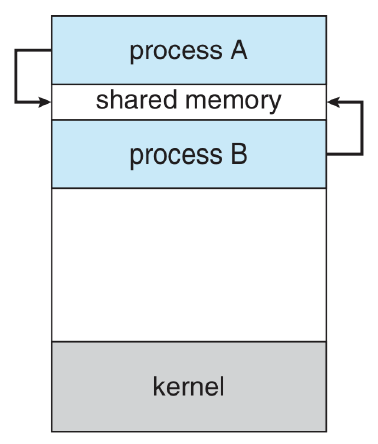 process A
shared memory
process B
kernel